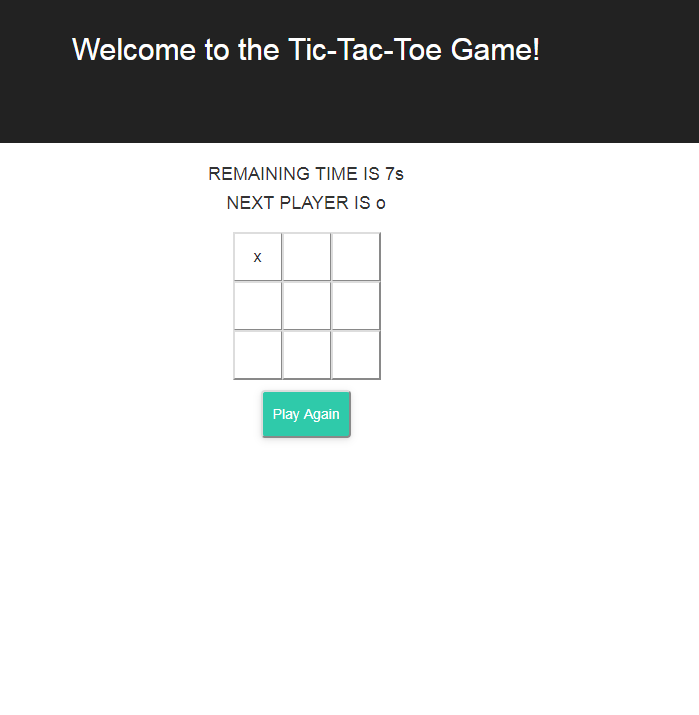 Welcome to the Tic-Tac-Toe Game!
REMAINING TIME IS 7s
NEXT PLAYER IS o
x
Play Again